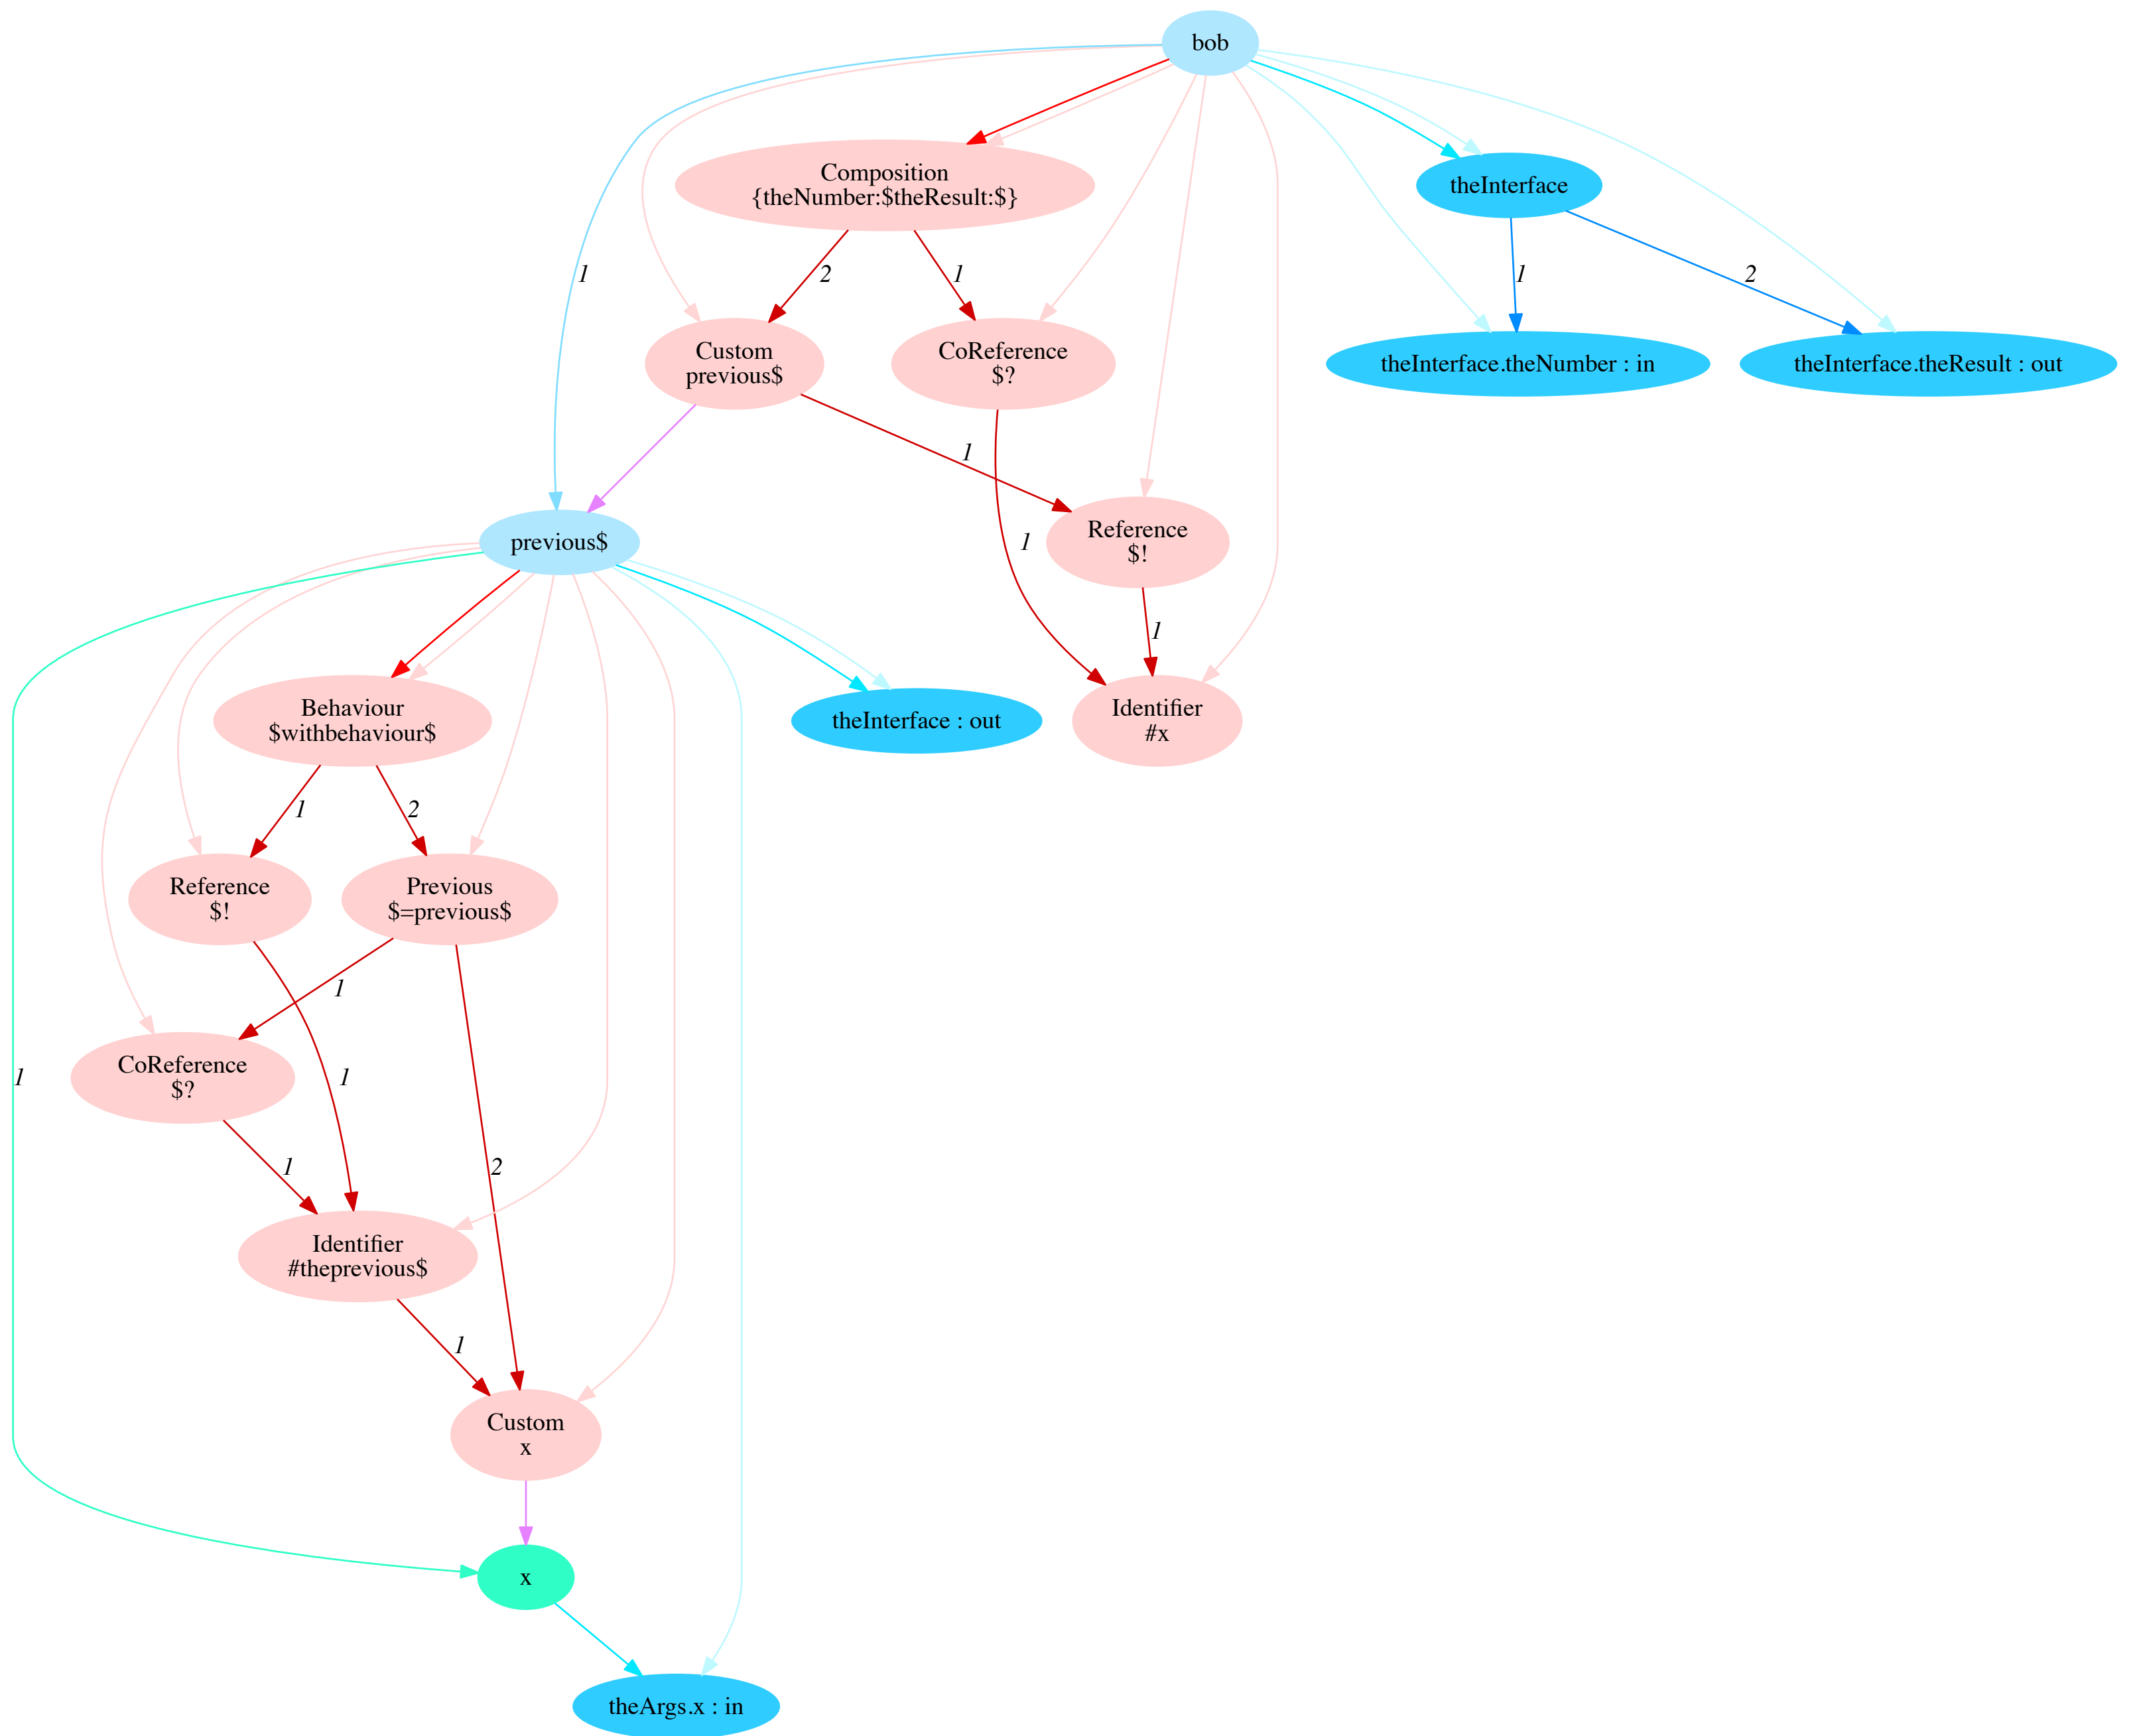 bob
Composition
{theNumber:$theResult:$}
theInterface
1
2
1
1
2
Custom
previous$
CoReference
$?
theInterface.theNumber : in
theInterface.theResult : out
1
previous$
Reference
$!
1
1
Behaviour
$withbehaviour$
theInterface : out
Identifier
#x
1
2
Reference
$!
Previous
$=previous$
1
CoReference
$?
1
1
1
2
Identifier
#theprevious$
1
Custom
x
x
theArgs.x : in